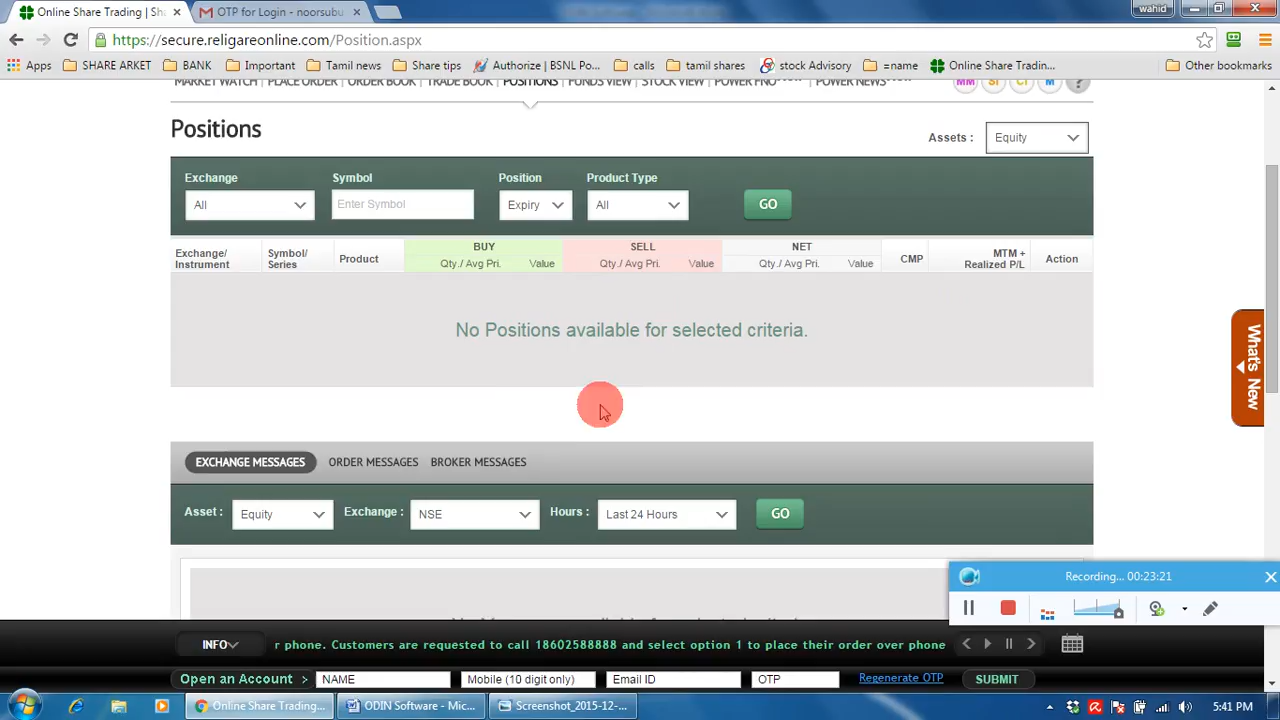 Online Share Trading | Sha
OTP for Login - noorsubu
wahid
https://secure.religareonline.com/Position.aspx
Apps
SHARE ARKET
BANK
Important
Tamil news
Share tips
Authorize | BSNL Po...
calls
tamil shares
stock Advisory
=name
Online Share Tradin...
Other bookmarks
MARKET WATCH
PLACE ORDER
ORDER BOOK
TRADE BOOK
POSITIONS
FUNDS VIEW
STOCK VIEW
POWER FNO
POWER NEWS
MM
SI
CI
M
?
Positions
Assets :
Equity
Exchange
Symbol
Position
Product Type
All
Enter Symbol
Expiry
All
GO
Exchange/
Instrument
Symbol/
Series
Product
BUY
Qty./ Avg Pri.
Value
SELL
Qty./ Avg Pri.
Value
NET
Qty./ Avg Pri.
Value
CMP
MTM +
Realized P/L
Action
No Positions available for selected criteria.
What's New
EXCHANGE MESSAGES
ORDER MESSAGES
BROKER MESSAGES
Asset :
Equity
Exchange :
NSE
Hours :
Last 24 Hours
GO
Recording... 00:23:21
INFO
r phone. Customers are requested to call 18602588888 and select option 1 to place their order over phone
Open an Account >
NAME
Mobile (10 digit only)
Email ID
OTP
Regenerate OTP
SUBMIT
Online Share Trading...
ODIN Software - Mic...
Screenshot_2015-12-...
5:41 PM